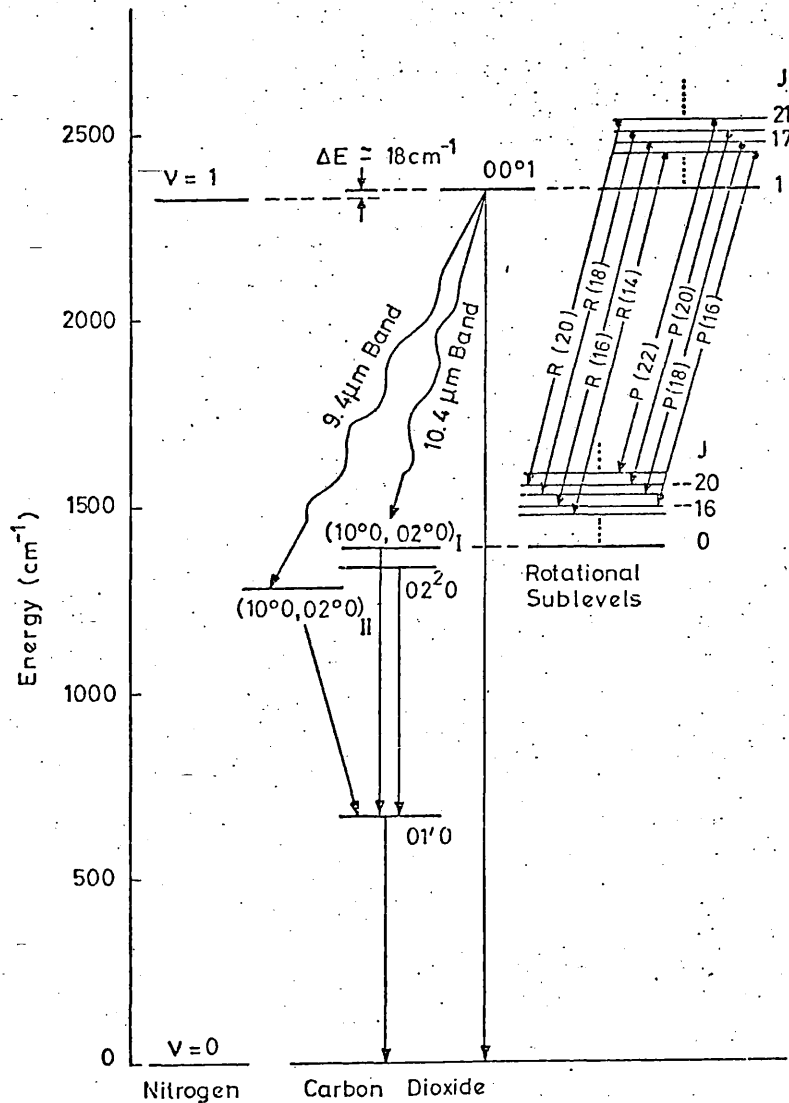 J
21
2500
17
ΔE ≃ 18cm⁻¹
V = 1
00°1
1
9.4μm Band
10.4 μm Band
R (20)
R (18)
R (16)
R (14)
P (22)
P (20)
P (18)
P (16)
2000
J
--20
1500
--16
(10°0, 02°0)I
0
Rotational
Sublevels
02²0
(10°0, 02°0)
II
Energy (cm⁻¹)
1000
01'0
500
0
V = 0
Nitrogen
Carbon Dioxide